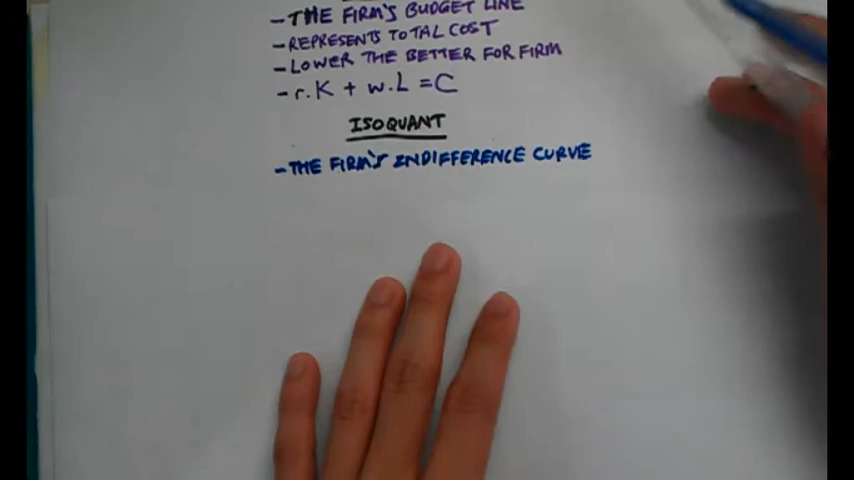 - THE FIRM'S BUDGET LINE
- REPRESENTS TOTAL COST
- LOWER THE BETTER FOR FIRM
- r.K + w.L = C
ISOQUANT
- THE FIRM'S INDIFFERENCE CURVE